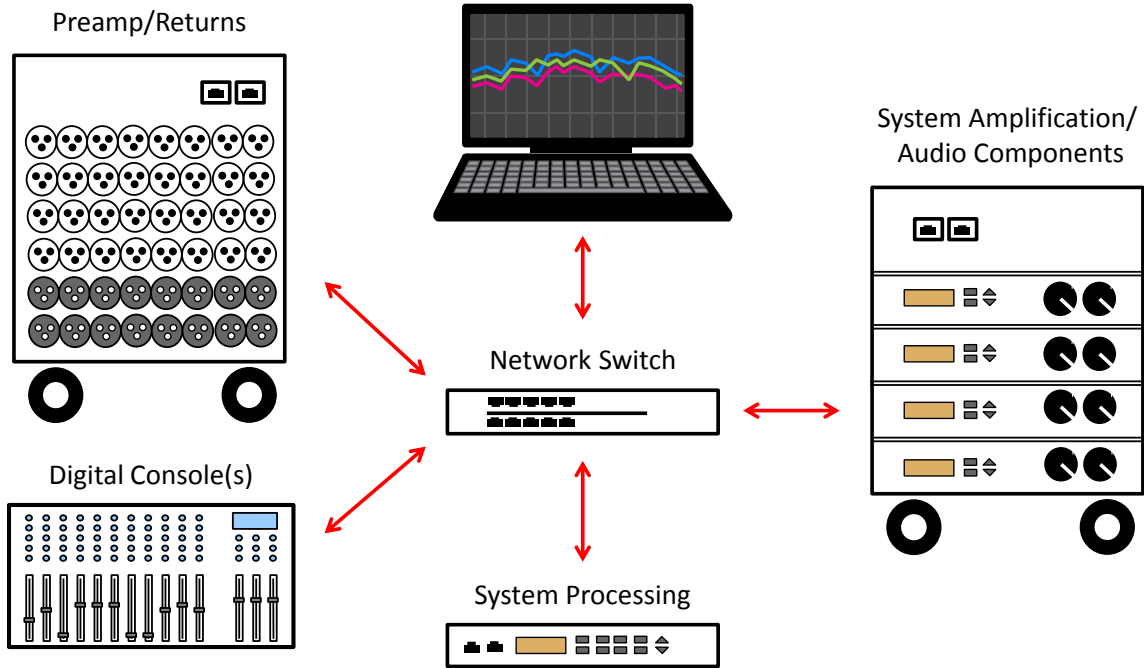 Preamp/Returns
System Amplification/
Audio Components
Network Switch
Digital Console(s)
System Processing